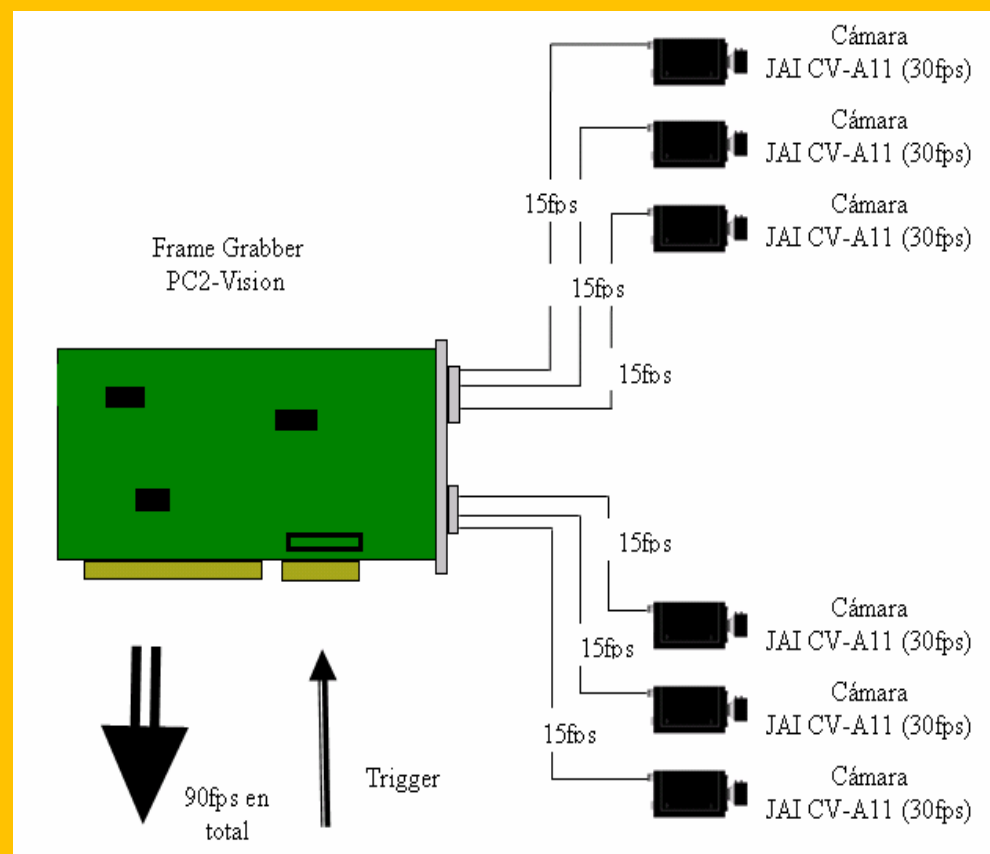 Cámara
JAI CV-A11 (30fps)
Cámara
JAI CV-A11 (30fps)
15fps
Cámara
JAI CV-A11 (30fps)
Frame Grabber
PC2-Vision
15fps
15fps
15fps
Cámara
JAI CV-A11 (30fps)
15fps
Cámara
JAI CV-A11 (30fps)
15fps
Trigger
Cámara
JAI CV-A11 (30fps)
90fps en
total